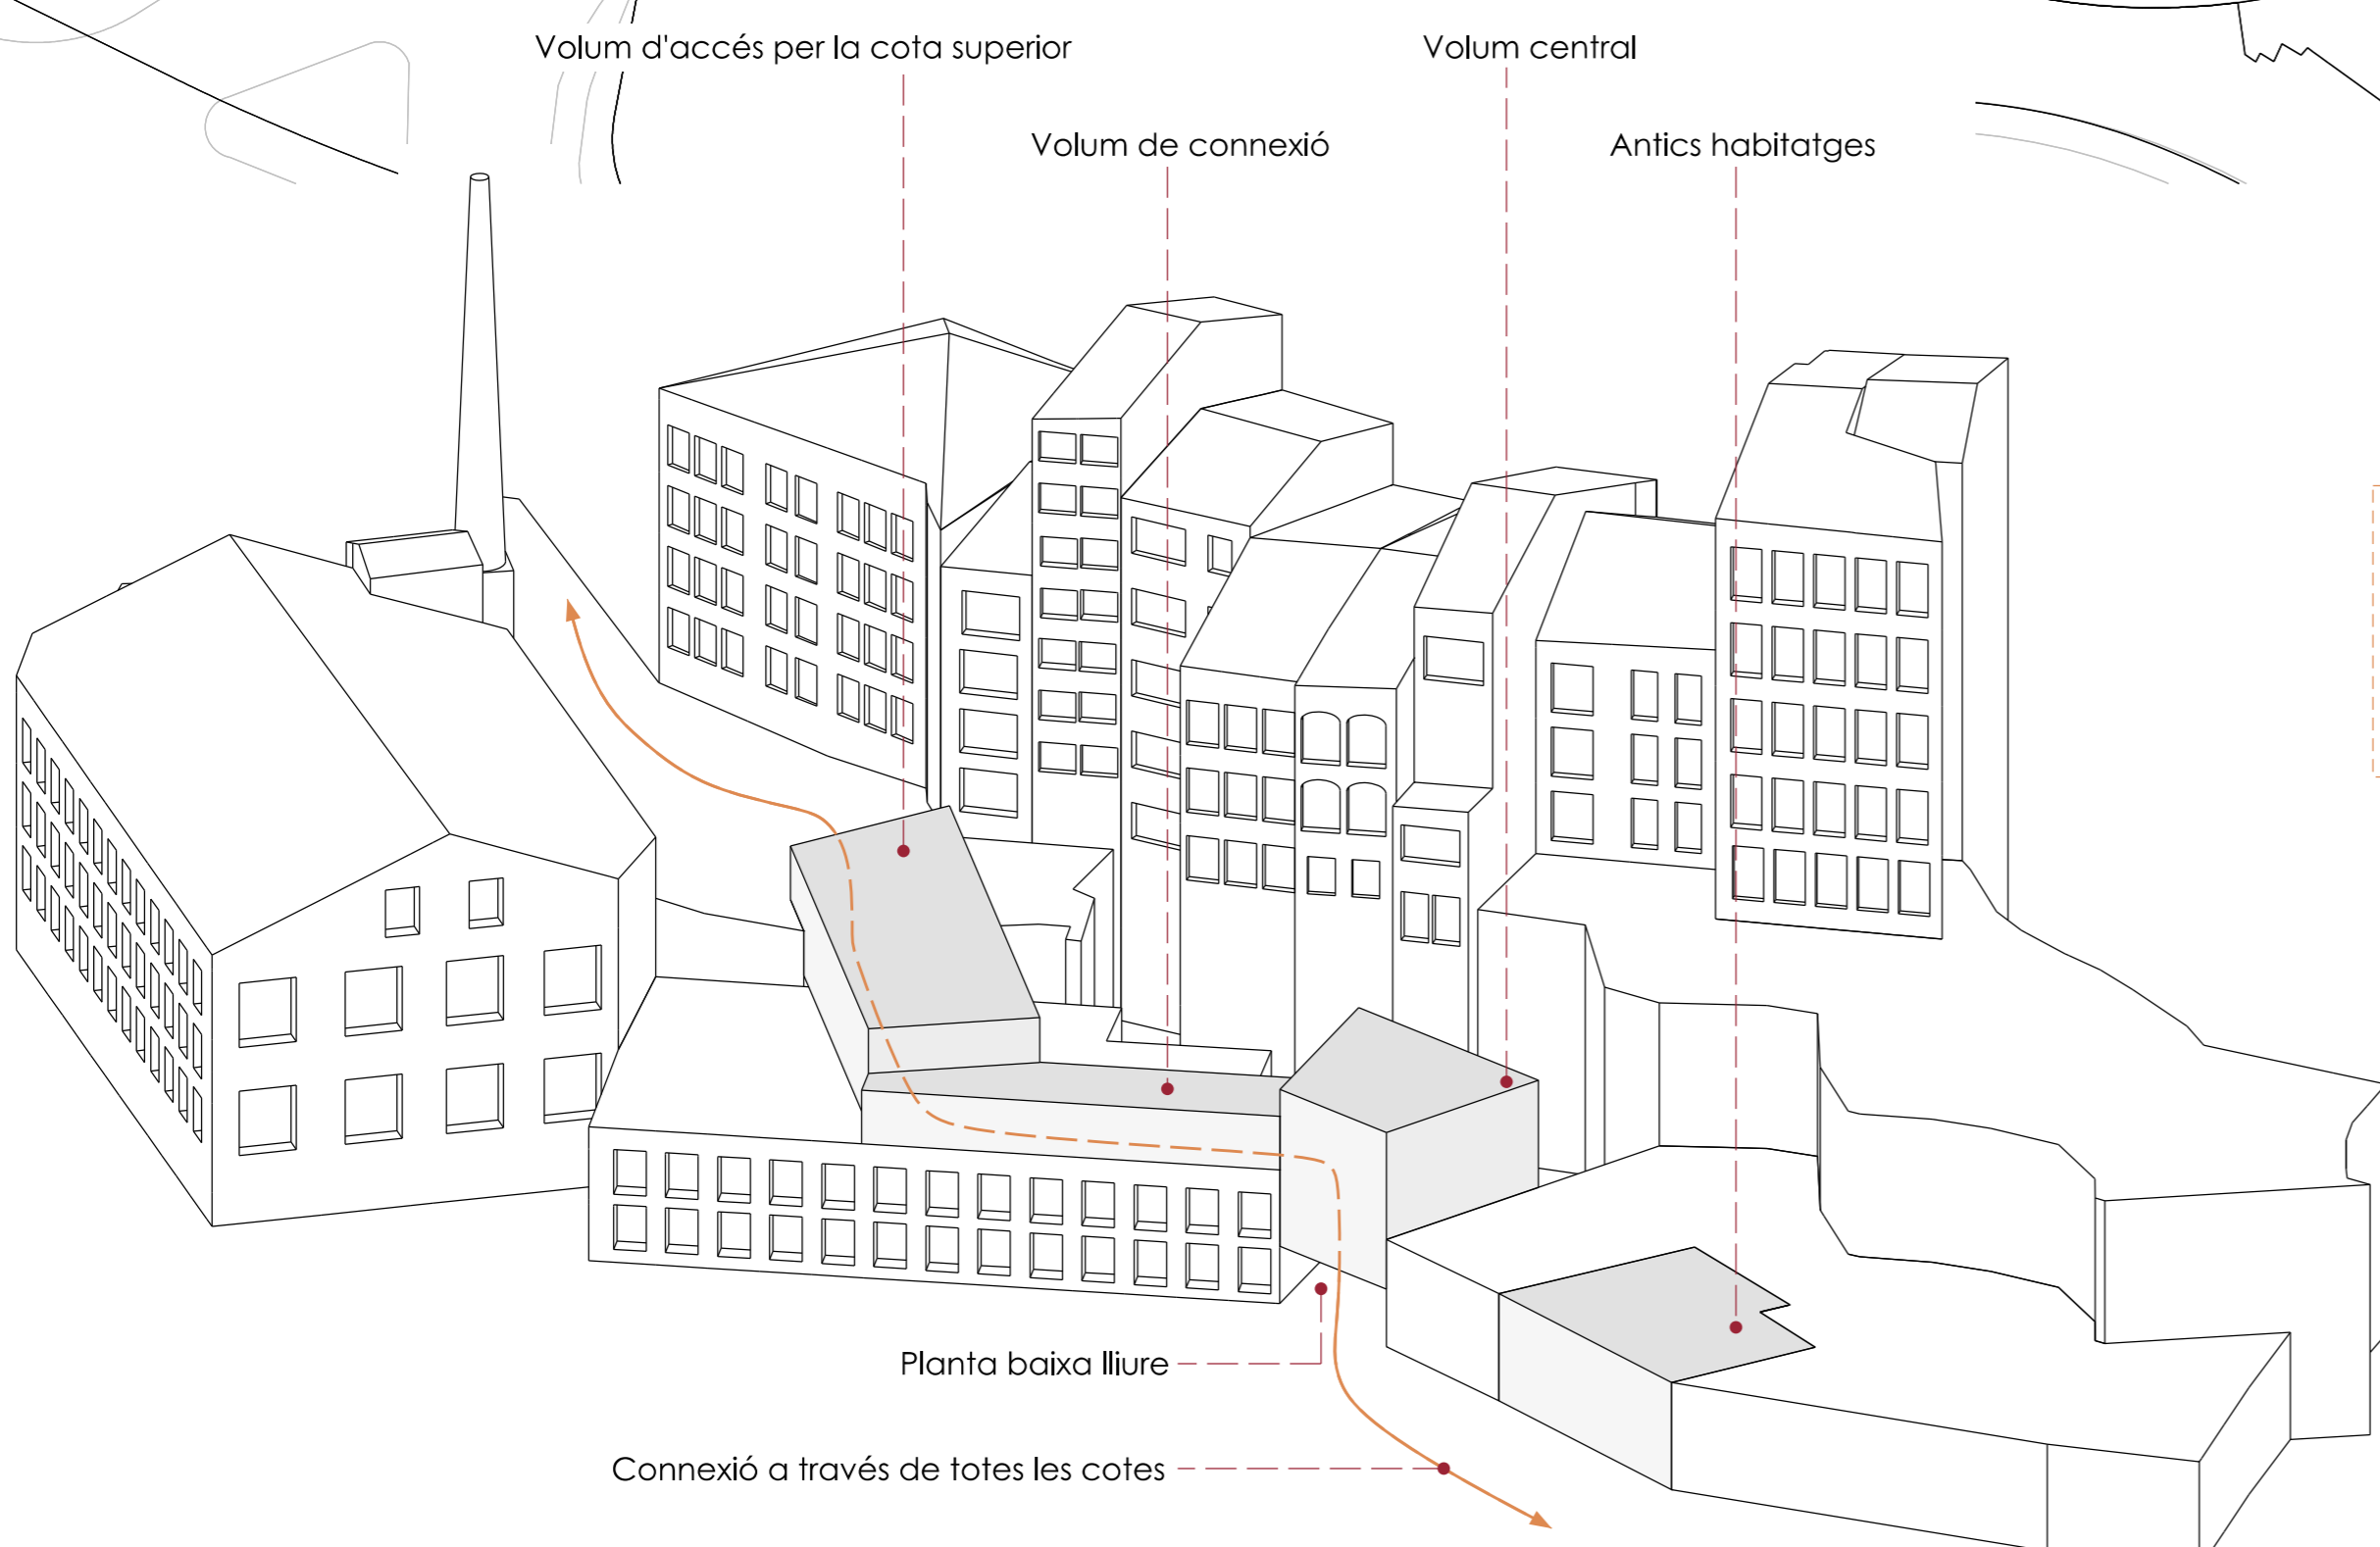 Volum d'accés per la cota superior
Volum central
Volum de connexió
Antics habitatges
Planta baixa lliure
Connexió a través de totes les cotes